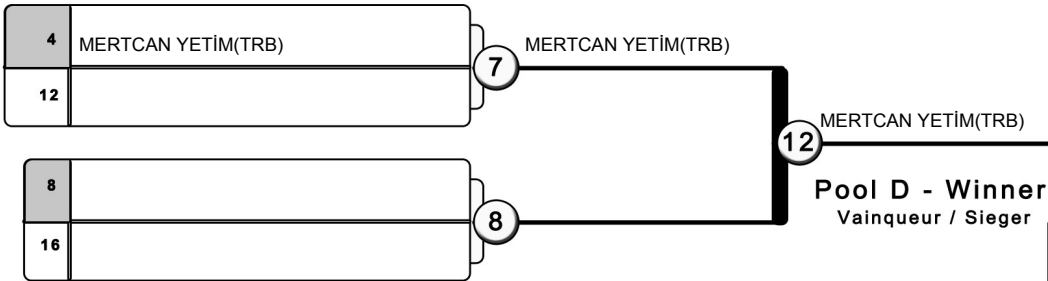 4 MERTCAN YETİM(TRB)
12
7
MERTCAN YETİM(TRB)
8
16
8
12
MERTCAN YETİM(TRB)
Pool D - Winner
Vainqueur / Sieger